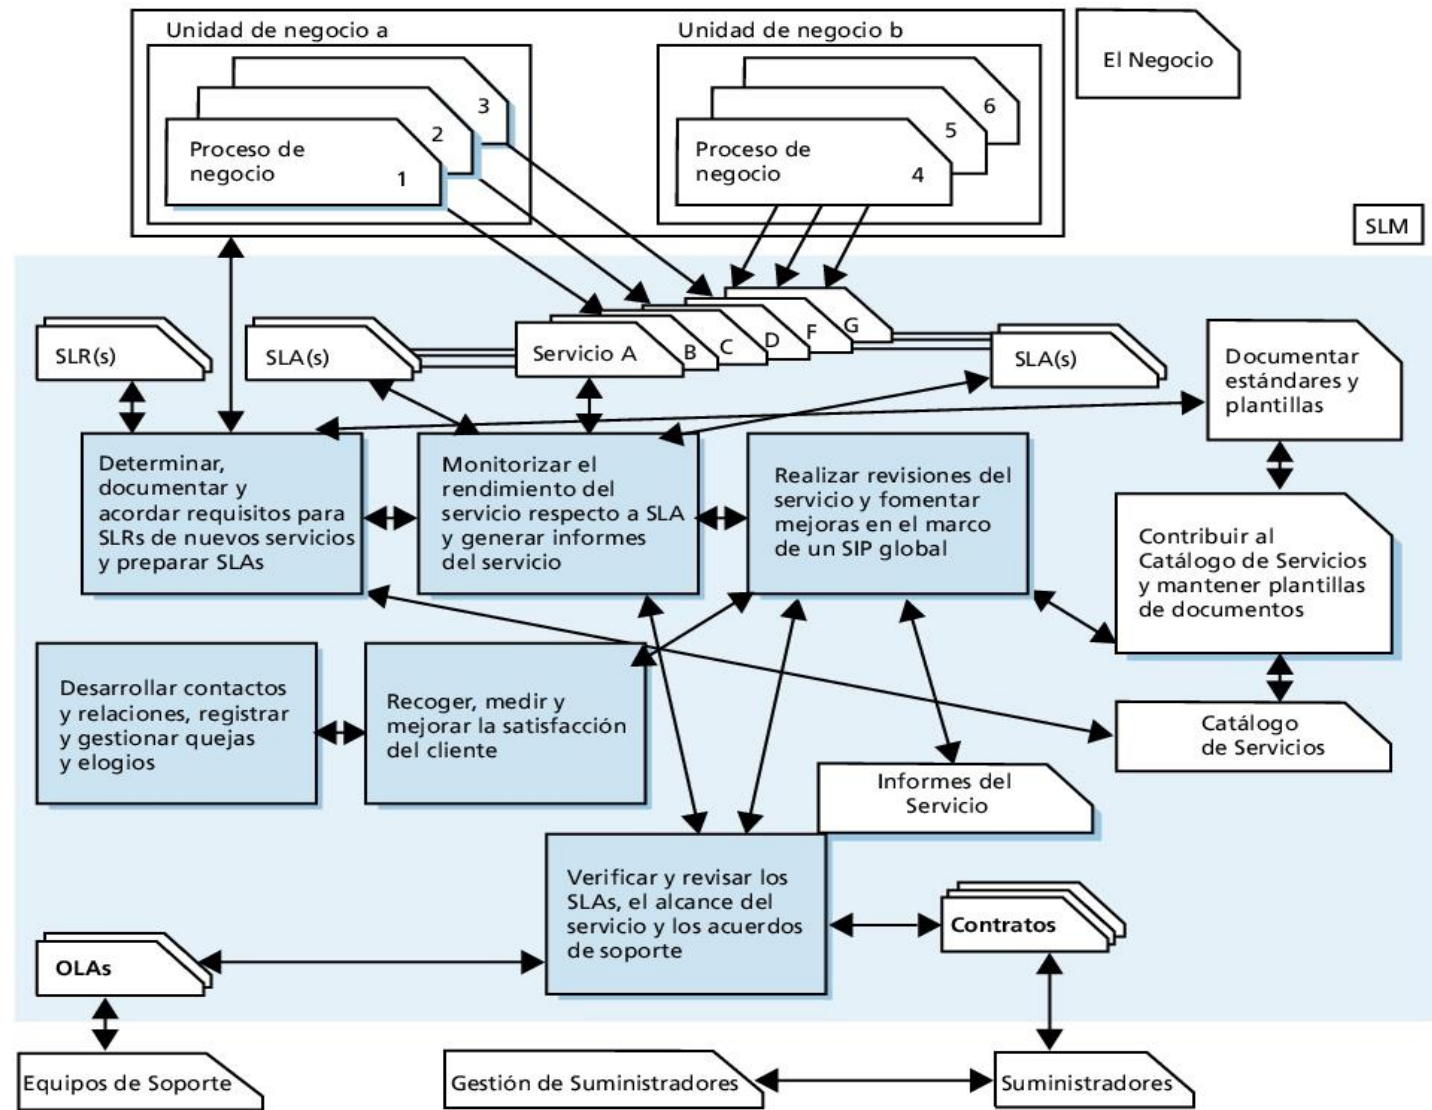 Unidad de negocio a
Unidad de negocio b
El Negocio
3
2
Proceso de
negocio
1
6
5
Proceso de
negocio
4
SLM
SLR(s)
SLA(s)
Servicio A
B
C
D
F
G
SLA(s)
Documentar
estándares y
plantillas
Determinar,
documentar y
acordar requisitos para
SLRs de nuevos servicios
y preparar SLAs
Monitorizar el
rendimiento del
servicio respecto a SLA
y generar informes
del servicio
Realizar revisiones del
servicio y fomentar
mejoras en el marco
de un SIP global
Contribuir al
Catálogo de Servicios
y mantener plantillas
de documentos
Desarrollar contactos
y relaciones, registrar
y gestionar quejas
y elogios
Recoger, medir y
mejorar la satisfacción
del cliente
Catálogo
de Servicios
Informes del
Servicio
Verificar y revisar los
SLAs, el alcance del
servicio y los acuerdos
de soporte
Contratos
OLAs
Equipos de Soporte
Gestión de Suministradores
Suministradores